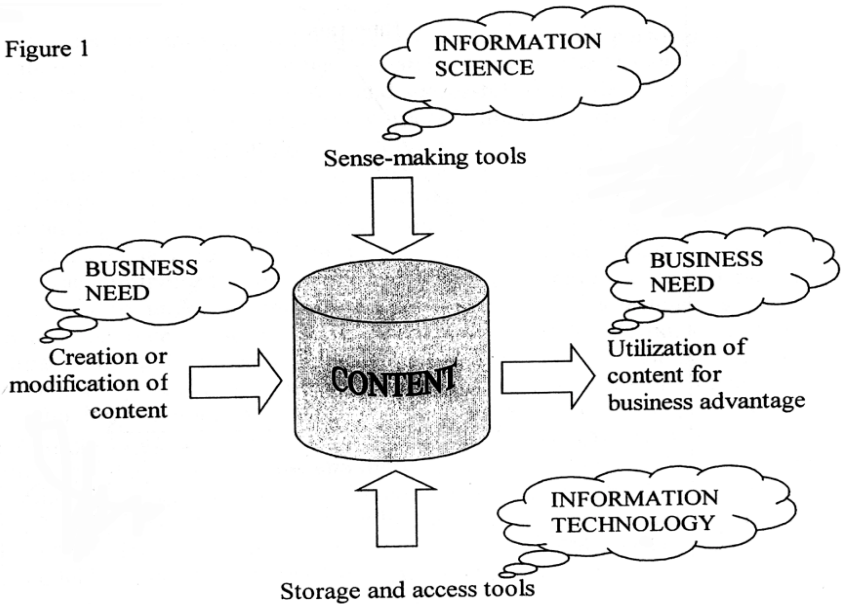 Figure 1
INFORMATION
SCIENCE
Sense-making tools
BUSINESS
NEED
Creation or
modification of
content
CONTENT
BUSINESS
NEED
Utilization of
content for
business advantage
INFORMATION
TECHNOLOGY
Storage and access tools